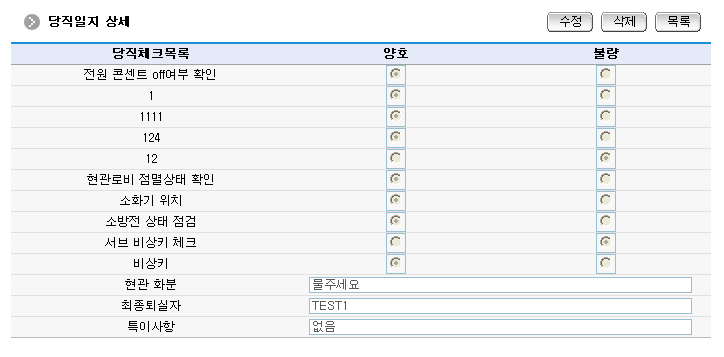 당직일지 상세
수정 삭제 목록
당직체크목록 양호 불량
전원 콘센트 off여부 확인
1
1111
124
12
현관로비 점멸상태 확인
소화기 위치
소방전 상태 점검
서브 비상키 체크
비상키
현관 화분 물주세요
최종퇴실자 TEST1
특이사항 없음